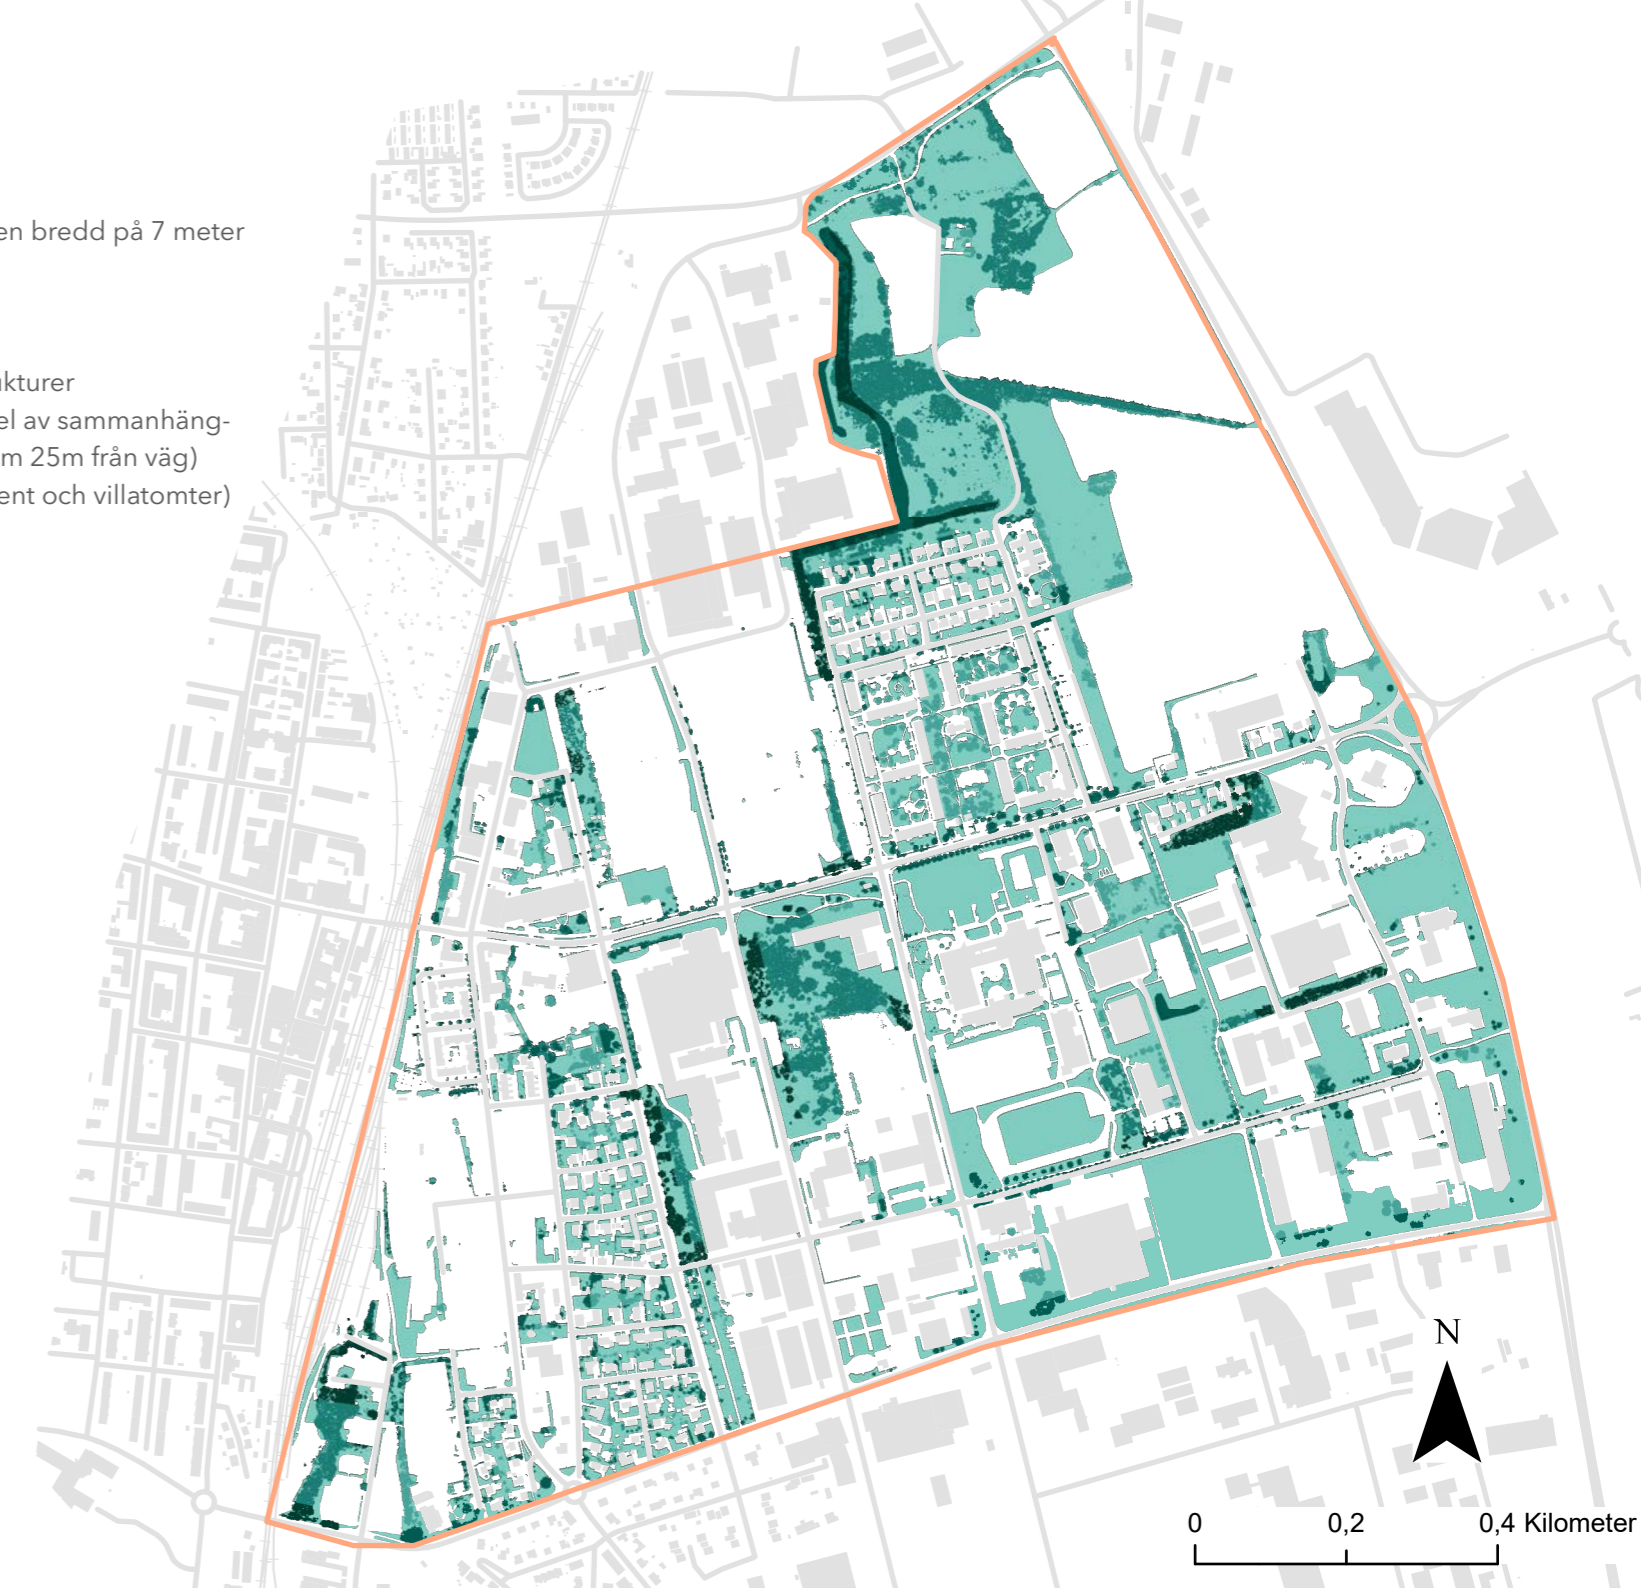 en bredd på 7 meter
kturer
el av sammanhäng-
m 25m från väg)
ent och villatomter)
N
0 0,2 0,4 Kilometer